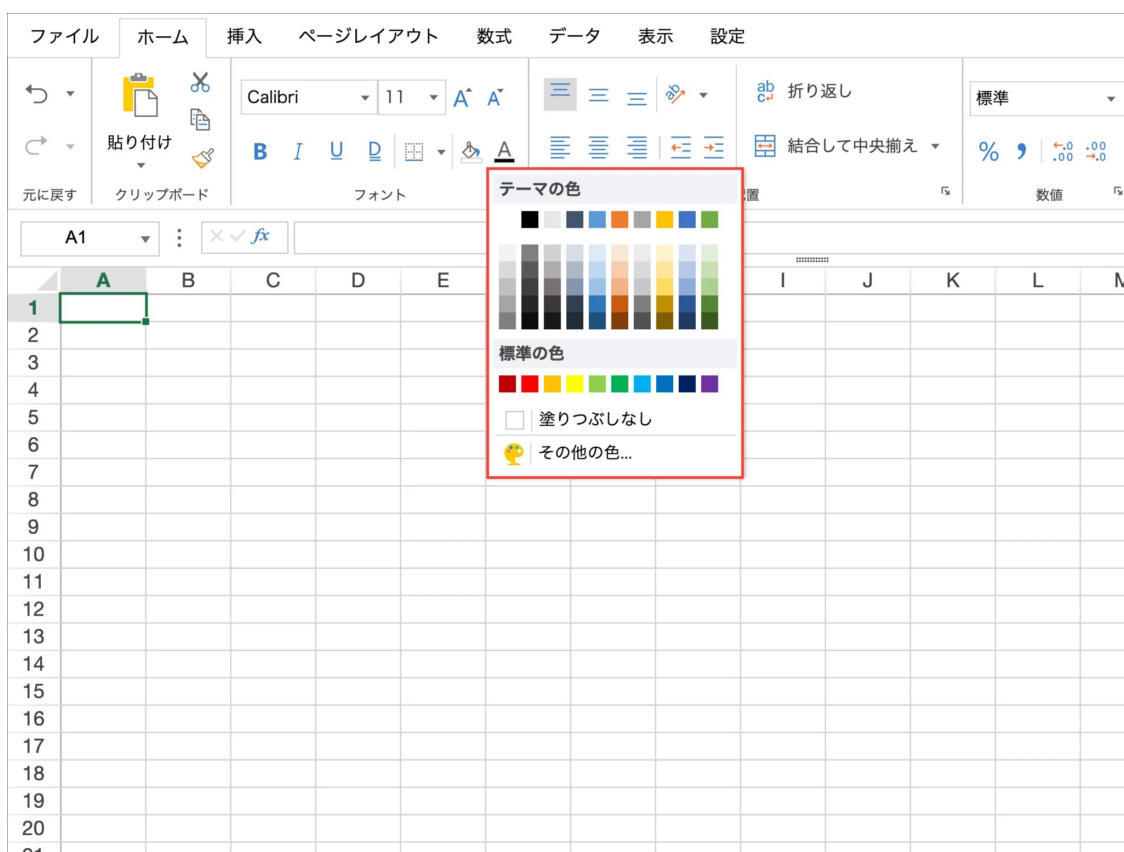 ファイル ホーム 挿入 ページレイアウト 数式 データ 表示 設定
貼り付け
元に戻す クリップボード
Calibri 11
B I U D A
フォント
ab 折り返し
c
結合して中央揃え
置
標準
% .0 .00
.00 .0
数値
A1 fx
テーマの色
標準の色
塗りつぶしなし
その他の色...
A B C D E I J K L
1
2
3
4
5
6
7
8
9
10
11
12
13
14
15
16
17
18
19
20